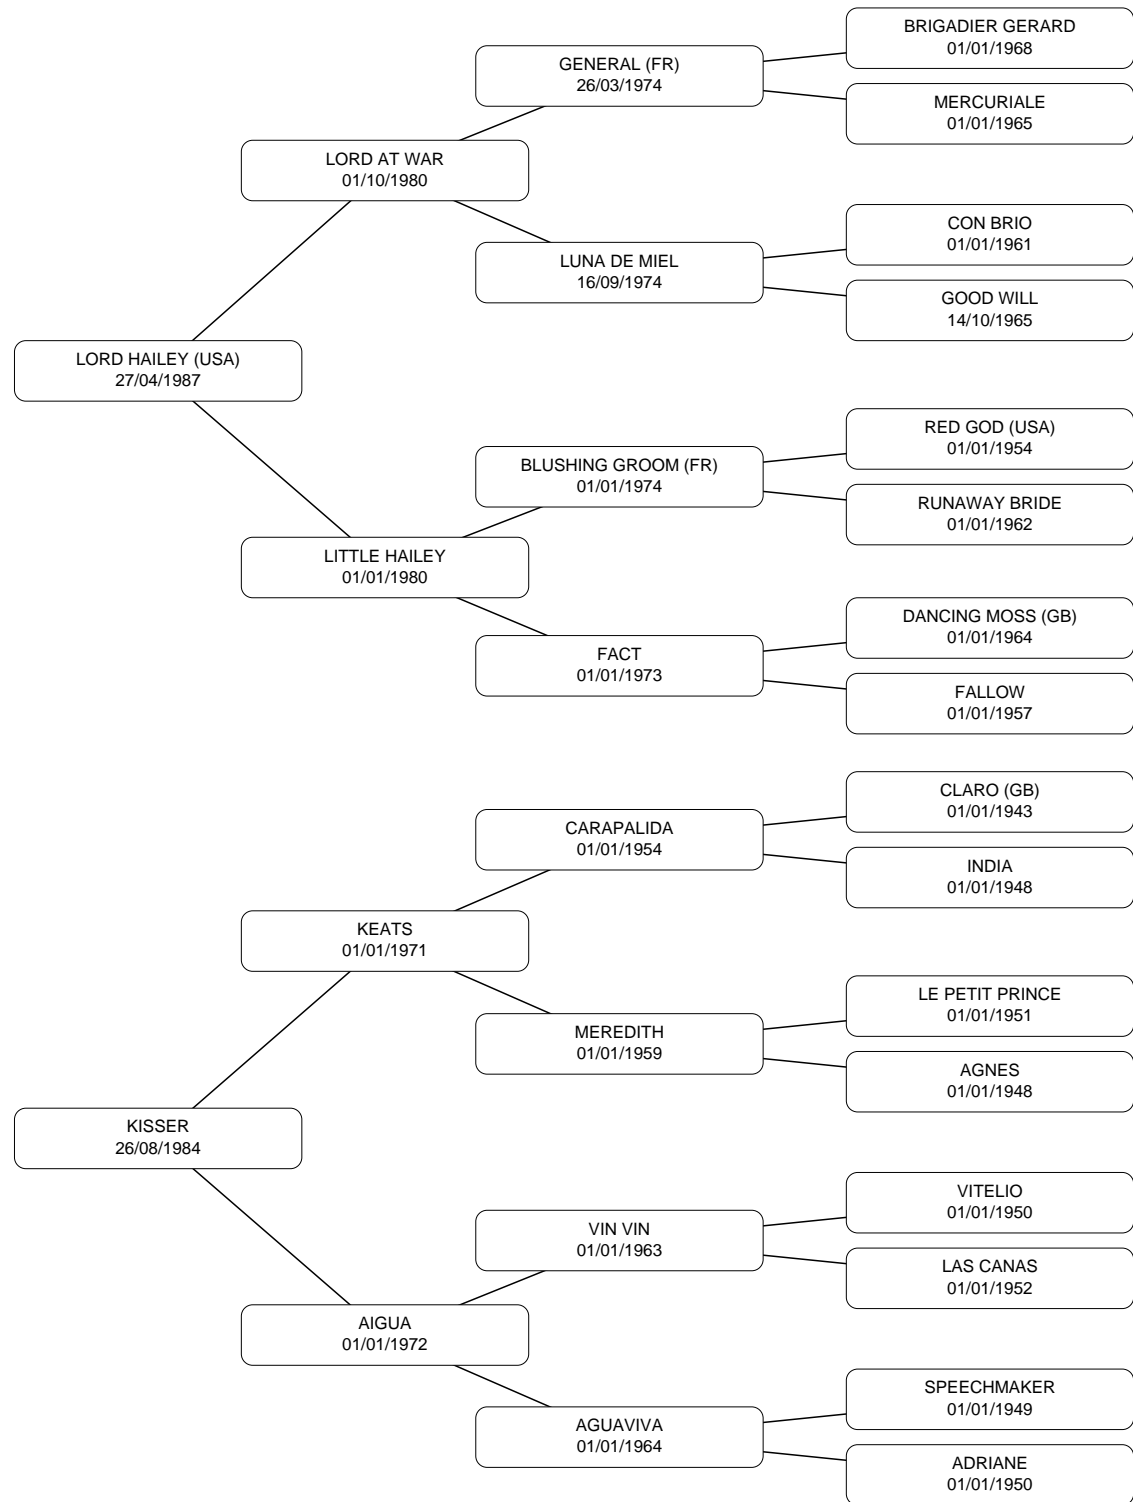 BRIGADIER GERARD
01/01/1968
GENERAL (FR)
26/03/1974
MERCURIALE
01/01/1965
LORD AT WAR
01/10/1980
CON BRIO
01/01/1961
LUNA DE MIEL
16/09/1974
GOOD WILL
14/10/1965
LORD HAILEY (USA)
27/04/1987
RED GOD (USA)
01/01/1954
BLUSHING GROOM (FR)
01/01/1974
RUNAWAY BRIDE
01/01/1962
LITTLE HAILEY
01/01/1980
DANCING MOSS (GB)
01/01/1964
FACT
01/01/1973
FALLOW
01/01/1957
CLARO (GB)
01/01/1943
CARAPALIDA
01/01/1954
INDIA
01/01/1948
KEATS
01/01/1971
LE PETIT PRINCE
01/01/1951
MEREDITH
01/01/1959
AGNES
01/01/1948
KISSER
26/08/1984
VITELIO
01/01/1950
VIN VIN
01/01/1963
LAS CANAS
01/01/1952
AIGUA
01/01/1972
SPEECHMAKER
01/01/1949
AGUAVIVA
01/01/1964
ADRIANE
01/01/1950